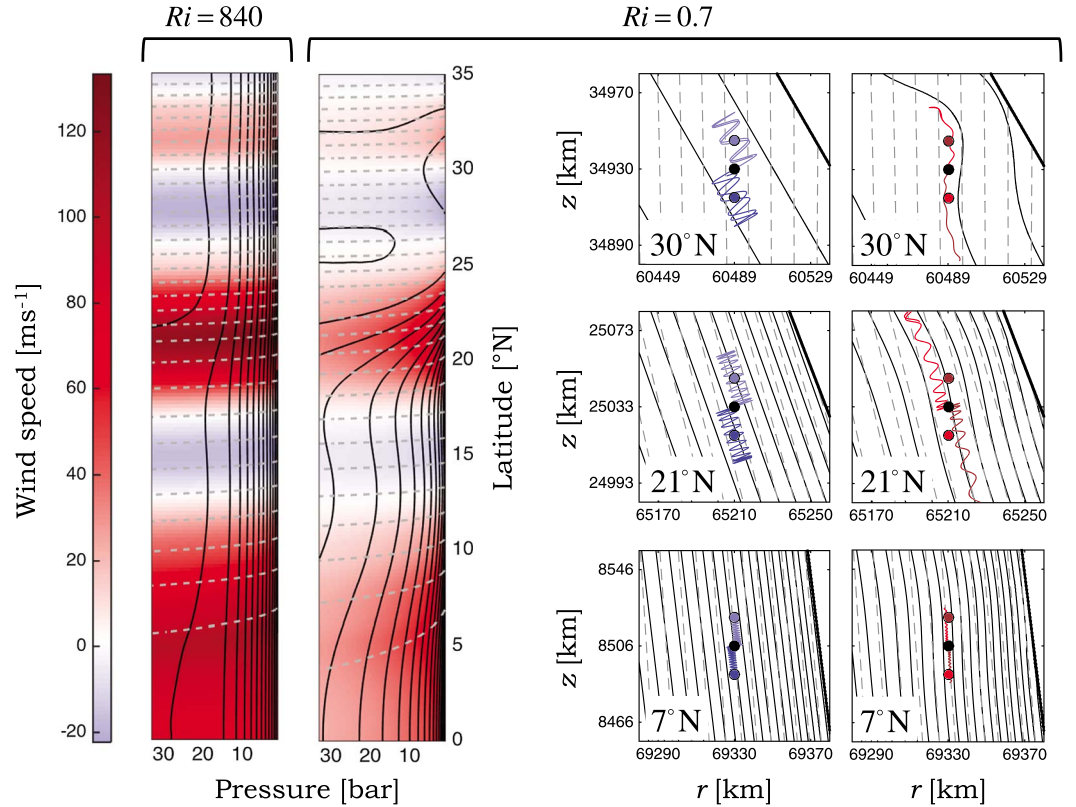 Ri = 840
Ri = 0.7
Wind speed [ms-1]
120
100
80
60
40
20
0
-20
30 20 10
30 20 10
Pressure [bar]
35
30
25
20
15
10
5
0
Latitude [°N]
z [km]
34970
34930
34890
30°N
30°N
60449 60489 60529
60449 60489 60529
z [km]
25073
25033
24993
21°N
21°N
65170 65210 65250
65170 65210 65250
z [km]
8546
8506
8466
7°N
7°N
69290 69330 69370
69290 69330 69370
r [km]
r [km]